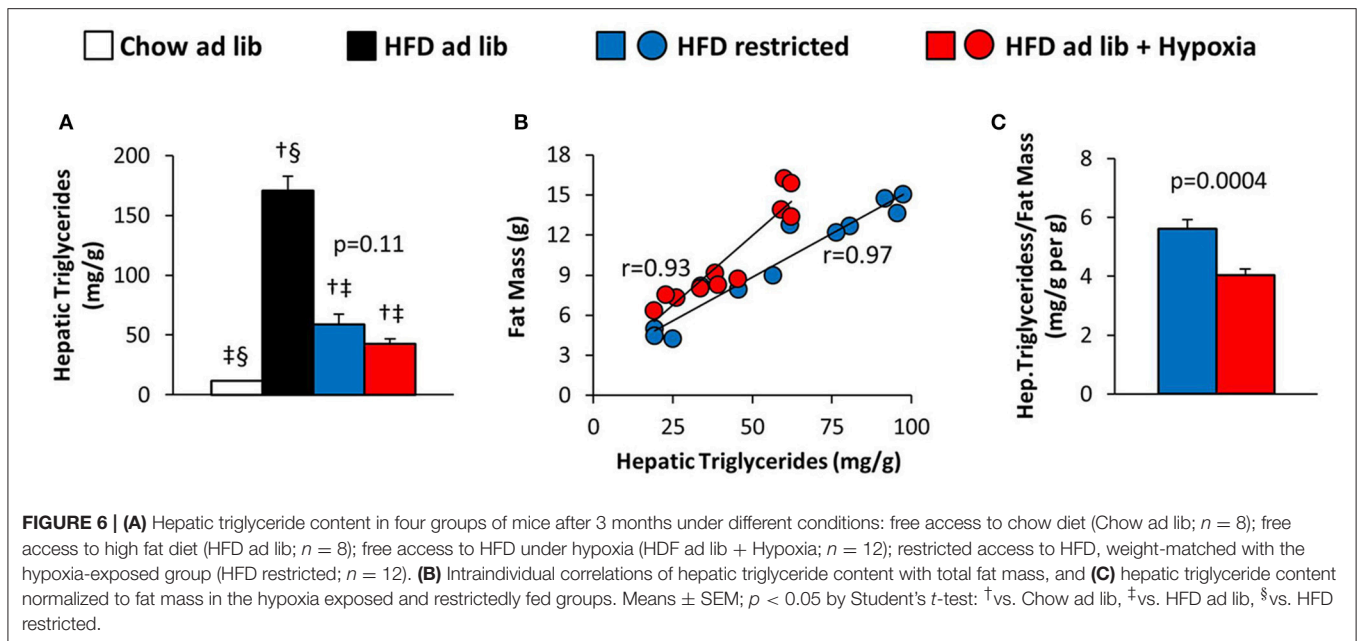 Chow ad lib HFD ad lib HFD restricted HFD ad lib + Hypoxia
A
Hepatic Triglycerides
(mg/g)
200
150
100
50
0
‡§
†§
p=0.11
†‡
†‡
B
Fat Mass (g)
18
15
12
9
6
3
0
r=0.93
r=0.97
0 25 50 75 100
Hepatic Triglycerides (mg/g)
C
Hep.Triglycerides/Fat Mass
(mg/g per g)
8
6
4
2
0
p=0.0004
FIGURE 6 | (A) Hepatic triglyceride content in four groups of mice after 3 months under different conditions: free access to chow diet (Chow ad lib; n = 8); free
access to high fat diet (HFD ad lib; n = 8); free access to HFD under hypoxia (HDF ad lib + Hypoxia; n = 12); restricted access to HFD, weight-matched with the
hypoxia-exposed group (HFD restricted; n = 12). (B) Intraindividual correlations of hepatic triglyceride content with total fat mass, and (C) hepatic triglyceride content
normalized to fat mass in the hypoxia exposed and restrictedly fed groups. Means ± SEM; p < 0.05 by Student's t-test: †vs. Chow ad lib, ‡vs. HFD ad lib, §vs. HFD
restricted.